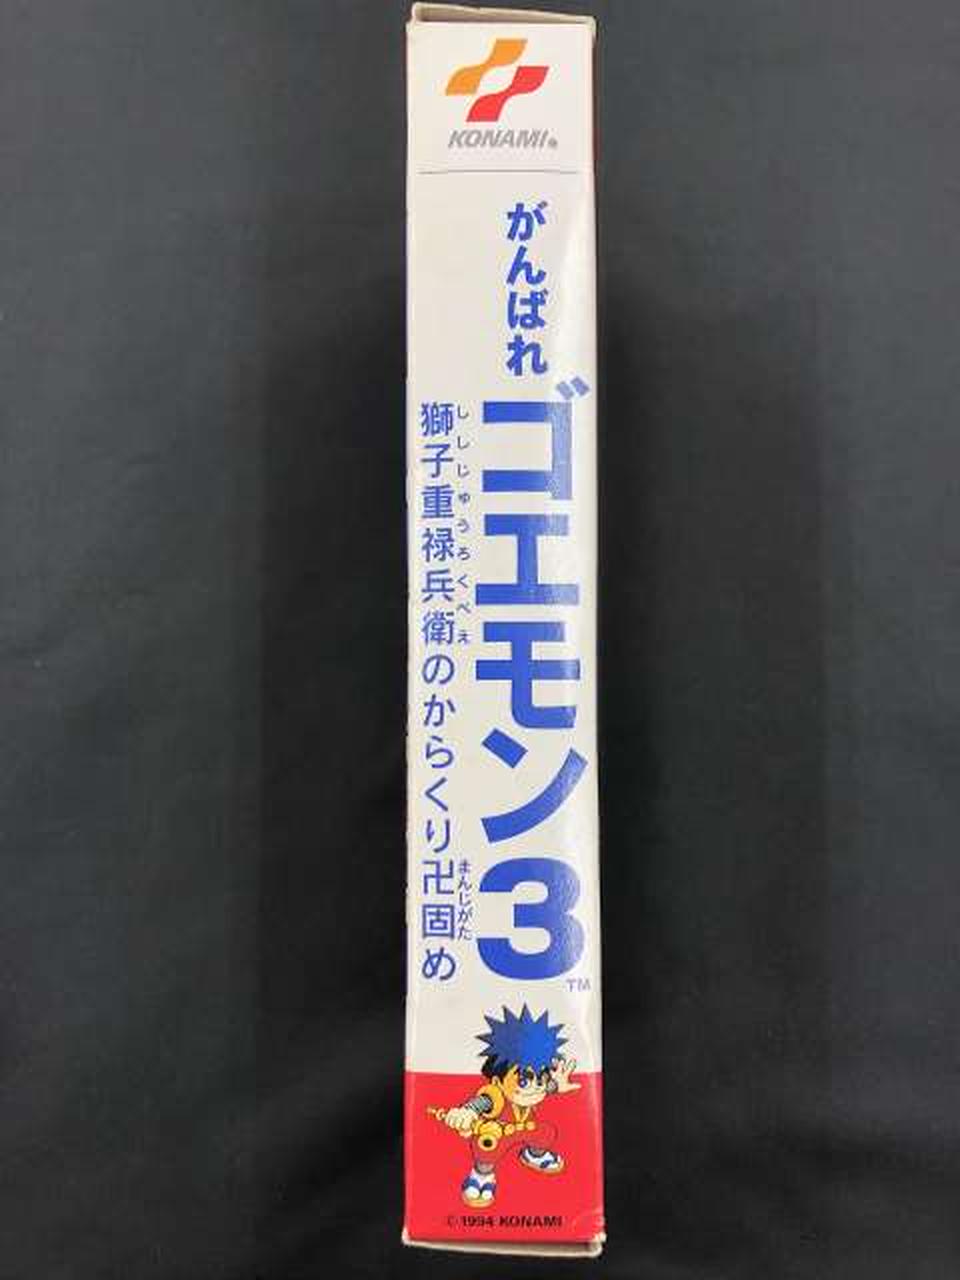 KONAMI®
がんばれ
ゴエモン3
TM
獅子重禄兵衛のからくり卍固め
ししじゅうろくべえ
まんじがた
© 1994 KONAMI